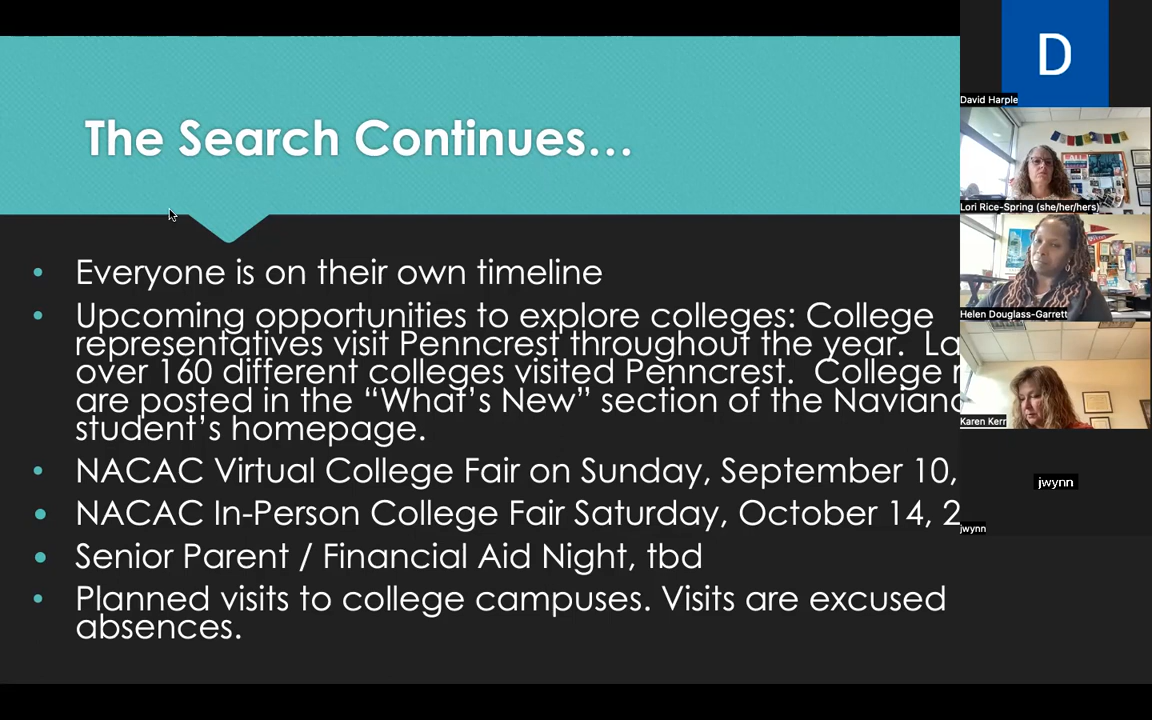 The Search Continues...
• Everyone is on their own timeline
• Upcoming opportunities to explore colleges: College
representatives visit Penncrest throughout the year.
over 160 different colleges visited Penncrest. College
are posted in the “What’s New” section of the
student’s homepage.
• NACAC Virtual College Fair on Sunday, September 10,
• NACAC In-Person College Fair Saturday, October 14, 2
• Senior Parent / Financial Aid Night, tbd
• Planned visits to college campuses. Visits are excused
absences.
D
David Harple
Lori Rice-Spring (she/her/hers)
Helen Douglass-Garrett
Karen Kerr
jwynn
jwynn